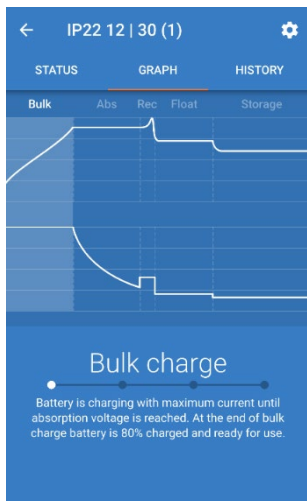 IP22 12 | 30 (1)
STATUS GRAPH HISTORY
Bulk Abs Rec Float Storage
Bulk charge
Battery is charging with maximum current until
absorption voltage is reached. At the end of bulk
charge battery is 80% charged and ready for use.